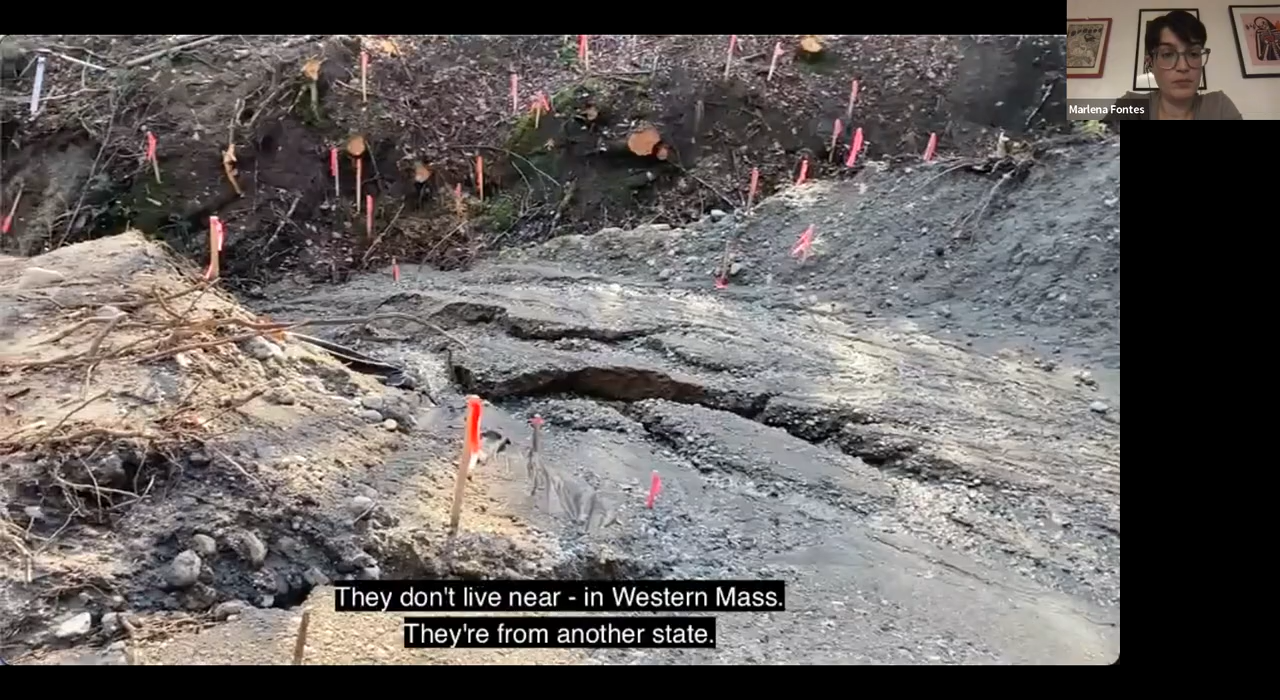 Marlena Fontes
They don't live near - in Western Mass.
They're from another state.